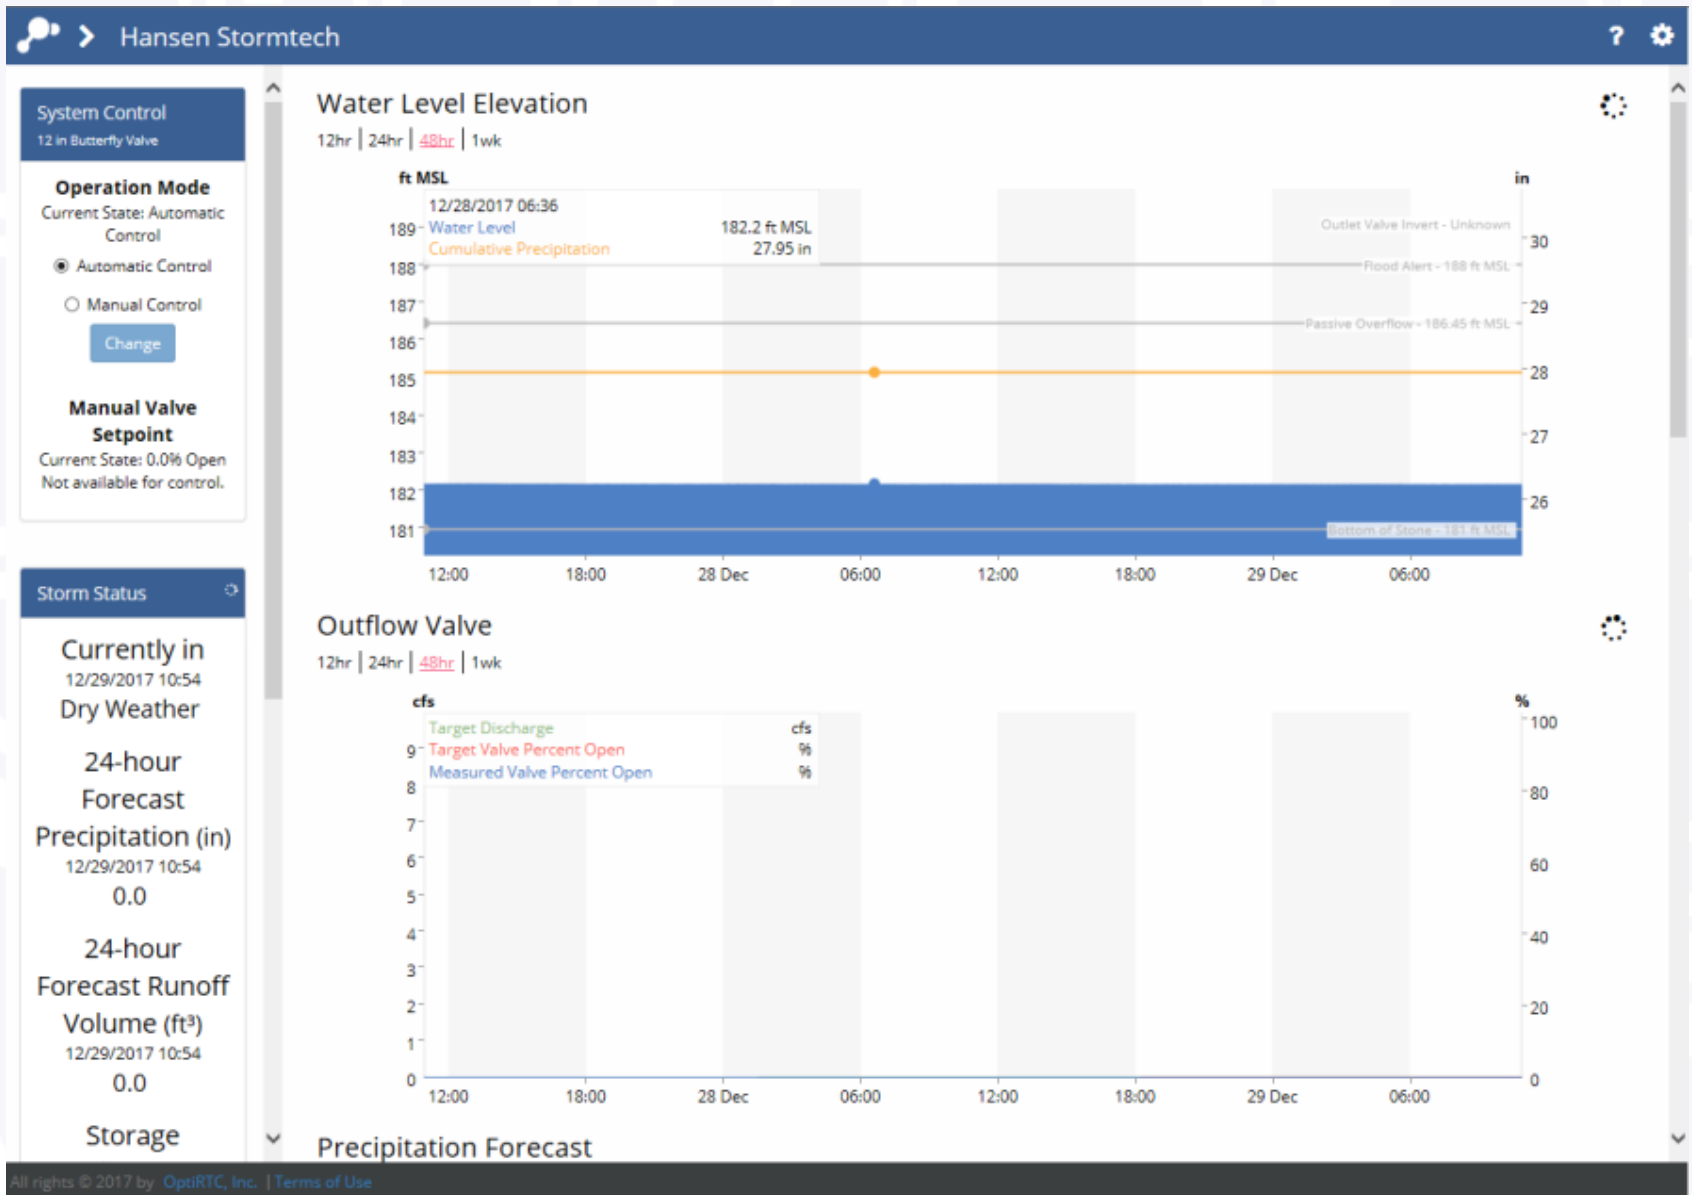 Hansen Stormtech
?
System Control
12 in Butterfly Valve
Operation Mode
Current State: Automatic
Control
Automatic Control
Manual Control
Change
Manual Valve
Setpoint
Current State: 0.0% Open
Not available for control.
Storm Status
Currently in
12/29/2017 10:54
Dry Weather
24-hour
Forecast
Precipitation (in)
12/29/2017 10:54
0.0
24-hour
Forecast Runoff
Volume (ft³)
12/29/2017 10:54
0.0
Storage
Water Level Elevation
12hr | 24hr | 48hr | 1wk
ft MSL
in
12/28/2017 06:36
Water Level 182.2 ft MSL
Cumulative Precipitation 27.95 in
189
188
187
186
185
184
183
182
181
Outlet Valve Invert - Unknown
Flood Alert - 188 ft MSL
Passive Overflow - 186.45 ft MSL
Bottom of Stone - 181 ft MSL
30
29
28
27
26
12:00 18:00 28 Dec 06:00 12:00 18:00 29 Dec 06:00
Outflow Valve
12hr | 24hr | 48hr | 1wk
cfs
%
Target Discharge cfs
Target Valve Percent Open %
Measured Valve Percent Open %
9
8
7
6
5
4
3
2
1
0
100
80
60
40
20
0
12:00 18:00 28 Dec 06:00 12:00 18:00 29 Dec 06:00
Precipitation Forecast
All rights © 2017 by OptiRTC, Inc. | Terms of Use